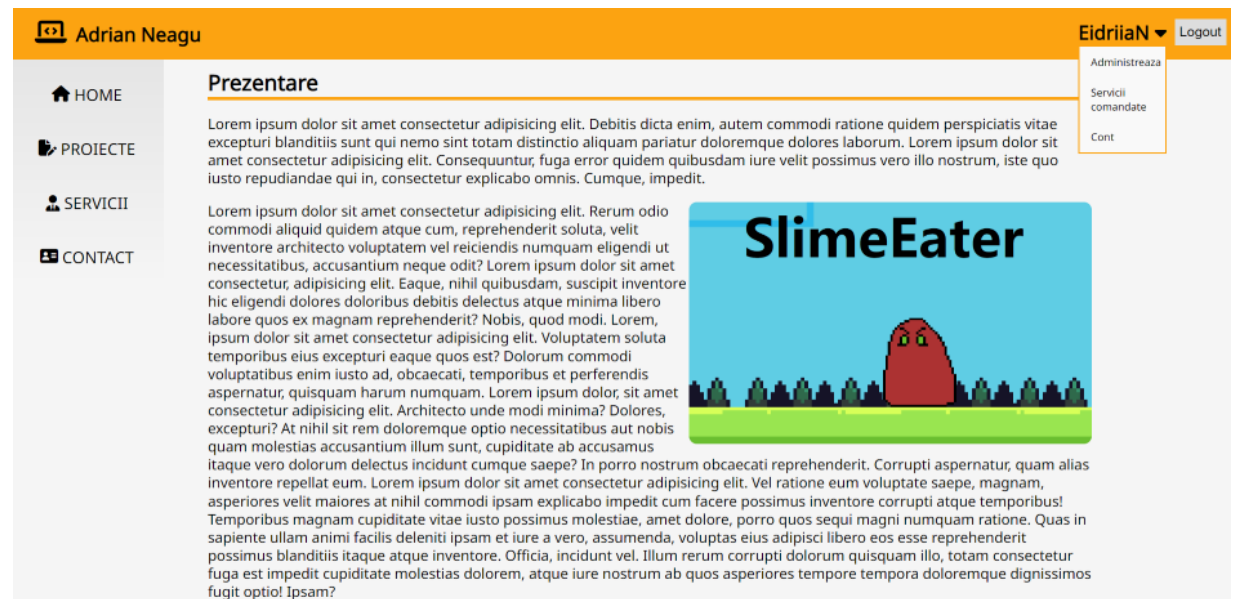 Adrian Neagu
EidriiaN
Logout
Administreaza
Servicii
comandate
Cont
HOME
PROIECTE
SERVICII
CONTACT
Prezentare
Lorem ipsum dolor sit amet consectetur adipisicing elit. Debitis dicta enim, autem commodi ratione quidem perspiciatis vitae
excepturi blanditiis sunt qui nemo sint totam distinctio aliquam pariatur doloremque dolores laborum. Lorem ipsum dolor sit
amet consectetur adipisicing elit. Consequuntur, fuga error quidem quibusdam iure velit possimus vero illo nostrum, iste quo
iusto repudiandae qui in, consectetur explicabo omnis. Cumque, impedit.
Lorem ipsum dolor sit amet consectetur adipisicing elit. Rerum odio
commodi aliquid quidem atque cum, reprehenderit soluta, velit
inventore architecto voluptatem vel reiciendis numquam eligendi ut
necessitatibus, accusantium neque odit? Lorem ipsum dolor sit amet
consectetur, adipisicing elit. Eaque, nihil quibusdam, suscipit inventore
hic eligendi dolores doloribus debitis delectus atque minima libero
labore quos ex magnam reprehenderit? Nobis, quod modi. Lorem,
ipsum dolor sit amet consectetur adipisicing elit. Voluptatem soluta
temporibus eius excepturi eaque quos est? Dolorum commodi
voluptatibus enim iusto ad, obcaecati, temporibus et perferendis
aspernatur, quisquam harum numquam. Lorem ipsum dolor, sit amet
consectetur adipisicing elit. Architecto unde modi minima? Dolores,
excepturi? At nihil sit rem doloremque optio necessitatibus aut nobis
quam molestias accusantium illum sunt, cupiditate ab accusamus
itaque vero dolorum delectus incidunt cumque saepe? In porro nostrum obcaecati reprehenderit. Corrupti aspernatur, quam alias
inventore repellat eum. Lorem ipsum dolor sit amet consectetur adipisicing elit. Vel ratione eum voluptate saepe, magnam,
asperiores velit maiores at nihil commodi ipsam explicabo impedit cum facere possimus inventore corrupti atque temporibus!
Temporibus magnam cupiditate vitae iusto possimus molestiae, amet dolore, porro quos sequi magni numquam ratione. Quas in
sapiente ullam animi facilis deleniti ipsam et iure a vero, assumenda, voluptas eius adipisci libero eos esse reprehenderit
possimus blanditiis itaque atque inventore. Officia, incidunt vel. Illum rerum corrupti dolorum quisquam illo, totam consectetur
fuga est impedit cupiditate molestias dolorem, atque iure nostrum ab quos asperiores tempore tempora doloremque dignissimos
fugit optio! Ipsam?
SlimeEater